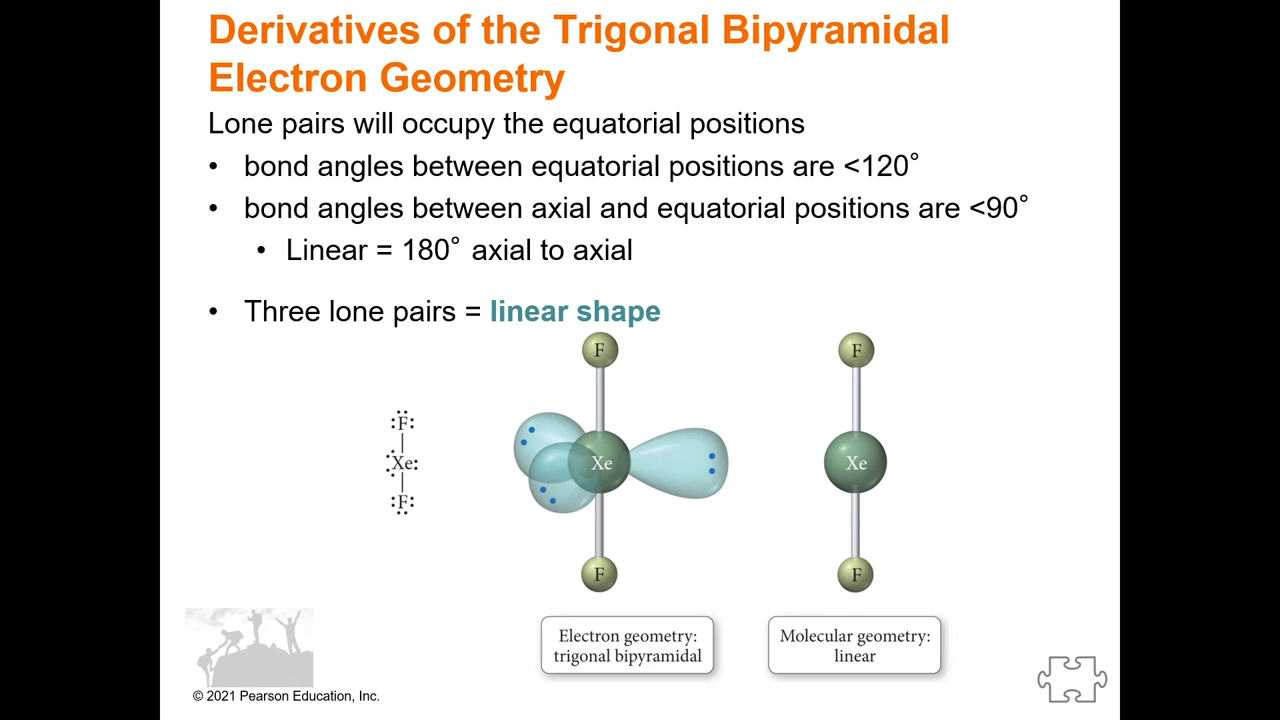 Derivatives of the Trigonal Bipyramidal
Electron Geometry
Lone pairs will occupy the equatorial positions
• bond angles between equatorial positions are <120°
• bond angles between axial and equatorial positions are <90°
• Linear = 180° axial to axial
• Three lone pairs = linear shape
:F:
Xe:
:F:
F
Xe
F
F
Xe
F
Electron geometry:
trigonal bipyramidal
Molecular geometry:
linear
© 2021 Pearson Education, Inc.